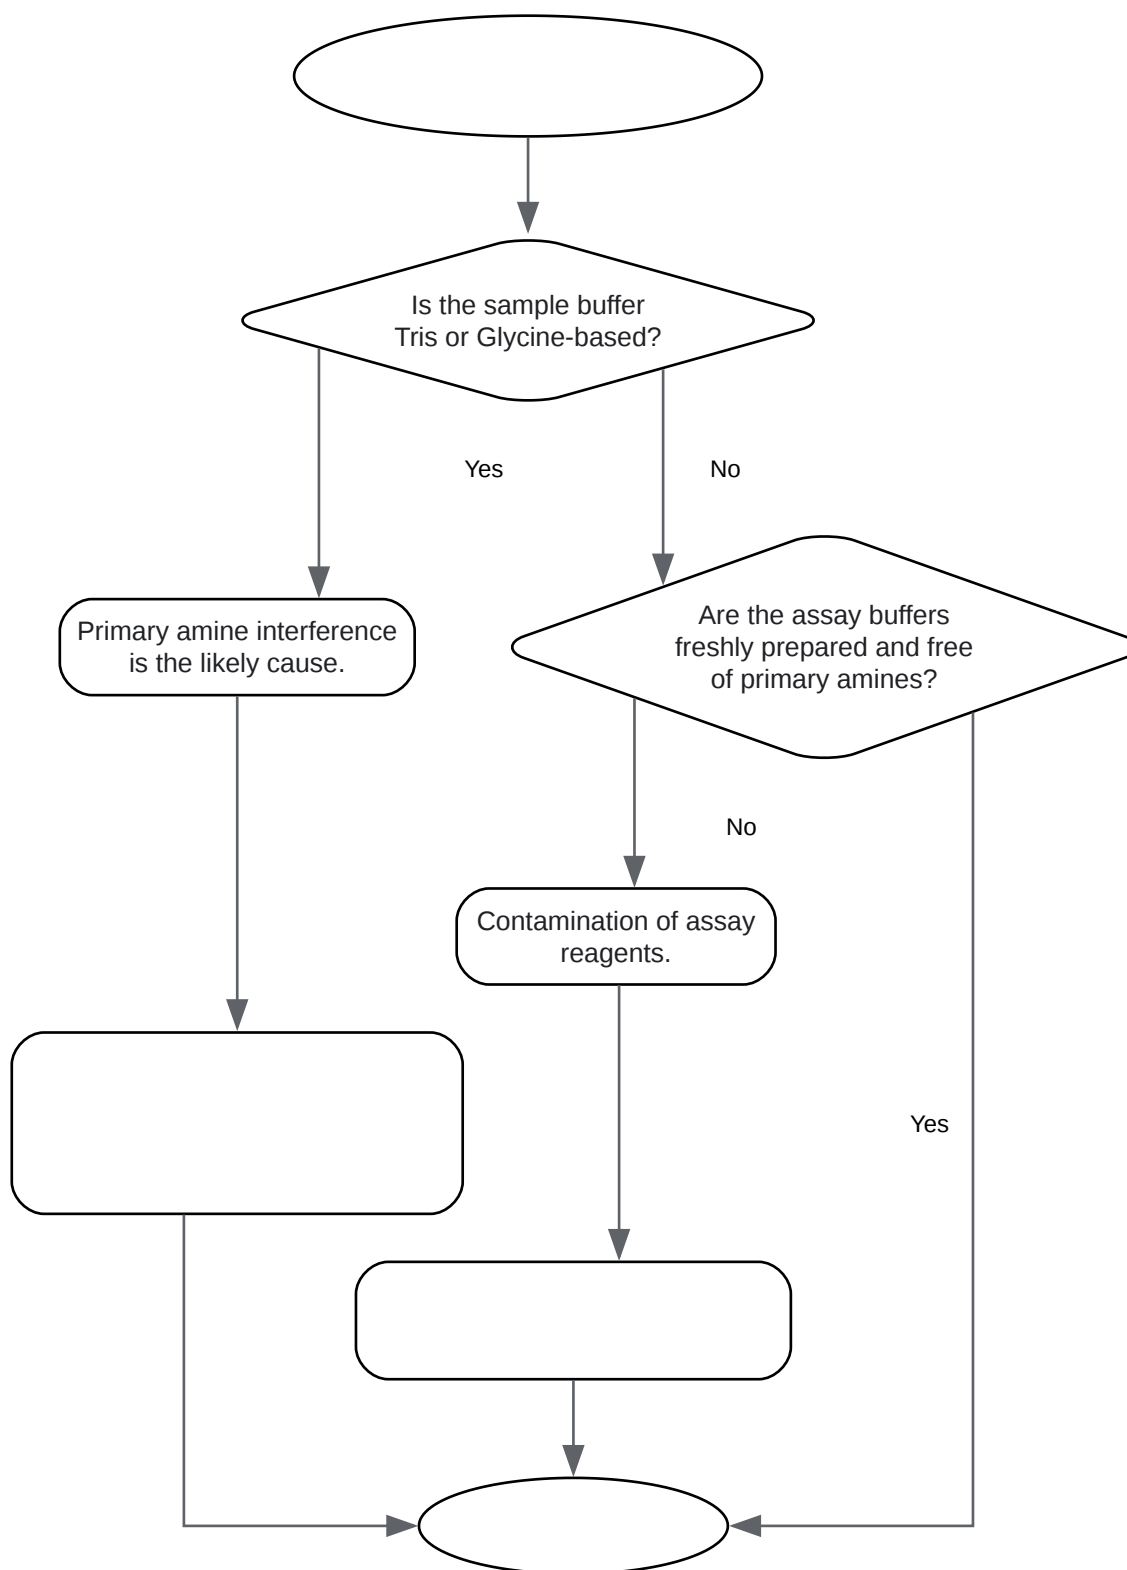 Is the sample buffer
Tris or Glycine-based?
Yes
No
Primary amine interference
is the likely cause.
Are the assay buffers
freshly prepared and free
of primary amines?
No
Contamination of assay
reagents.
Yes